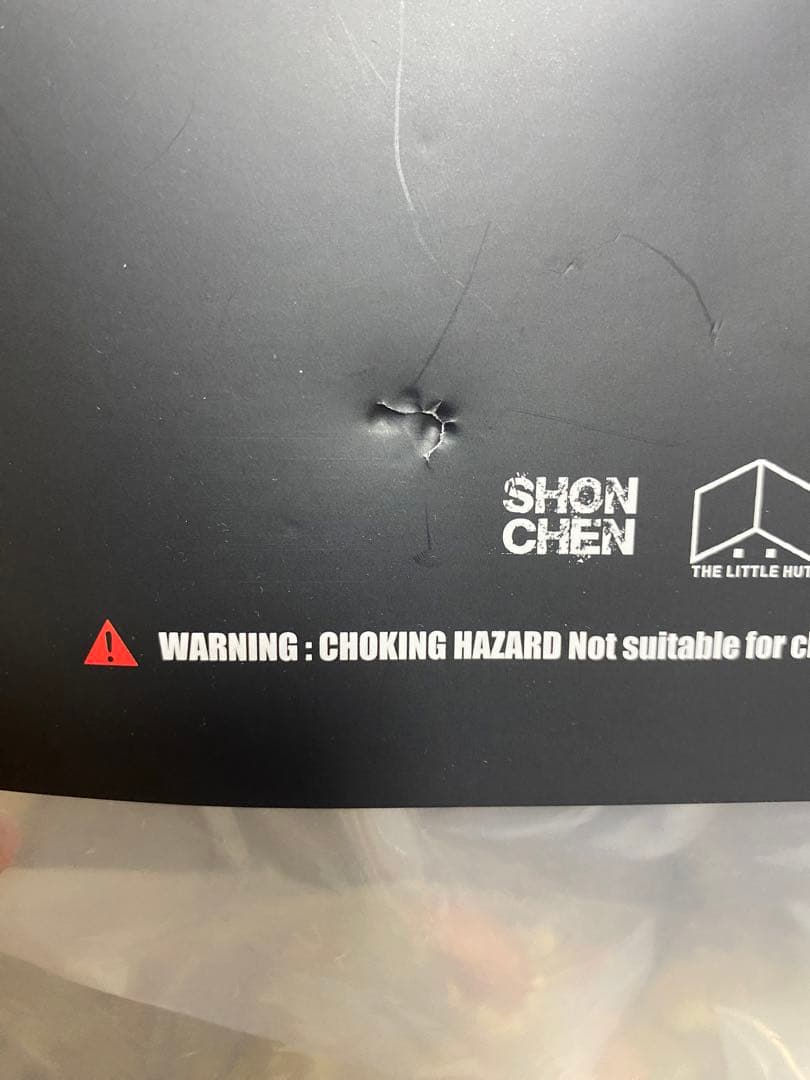 SHON
CHEN
THE LITTLE HUT
WARNING : CHOKING HAZARD Not suitable for